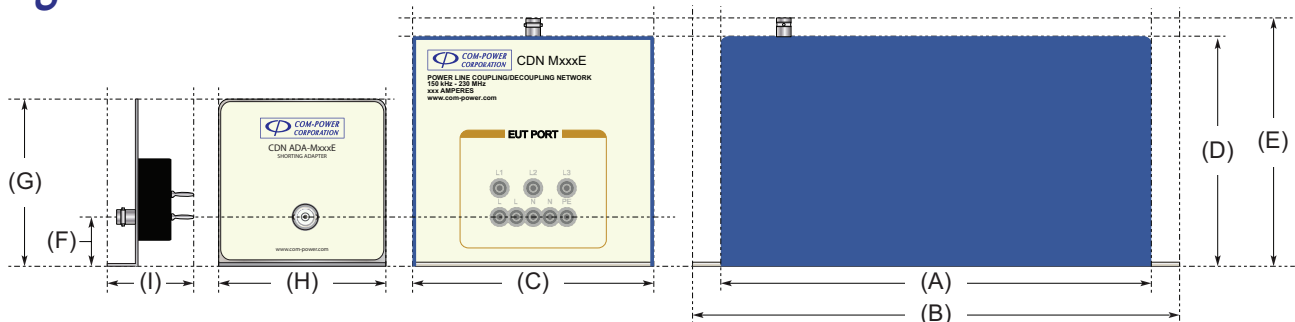 COM-POWER
CORPORATION
CDN MxxxE
POWER LINE COUPLING/DECOUPLING NETWORK
150 kHz - 230 MHz
xxx AMPERES
www.com-power.com
EUT PORT
L1 L2 L3
L L N N PE
COM-POWER
CORPORATION
CDN ADA-MxxxE
SHORTING ADAPTER
www.com-power.com
(G)
(F)
(I)
(H)
(C)
(A)
(B)
(D)
(E)